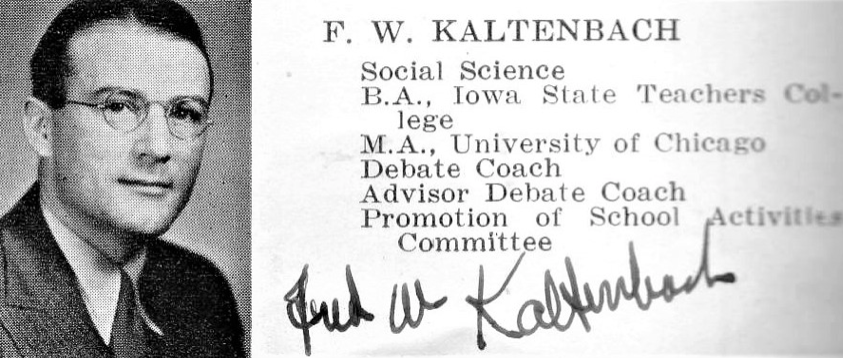 F. W. KALTENBACH
Social Science
B.A., Iowa State Teachers Col-
lege
M.A., University of Chicago
Debate Coach
Advisor Debate Coach
Promotion of School Activities
Committee
Fred W Kaltenbach